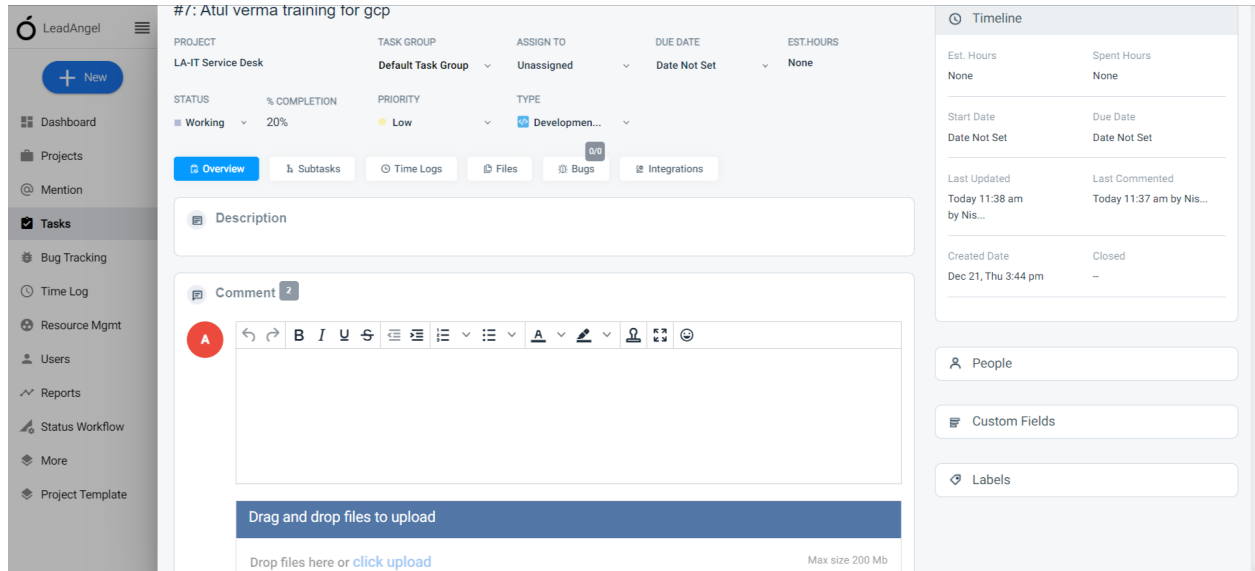 LeadAngel
New
Dashboard
Projects
Mention
Tasks
Bug Tracking
Time Log
Resource Mgmt
Users
Reports
Status Workflow
More
Project Template
#7: Atul verma training for gcp
PROJECT TASK GROUP ASSIGN TO DUE DATE EST.HOURS
LA-IT Service Desk Default Task Group Unassigned Date Not Set None
STATUS % COMPLETION PRIORITY TYPE
Working 20% Low Developmen...
0/0
Overview Subtasks Time Logs Files Bugs Integrations
Description
Comment 2
A
B I U S A
Drag and drop files to upload
Drop files here or click upload Max size 200 Mb
Timeline
Est. Hours Spent Hours
None None
Start Date Due Date
Date Not Set Date Not Set
Last Updated Last Commented
Today 11:38 am Today 11:37 am by Nis...
by Nis...
Created Date Closed
Dec 21, Thu 3:44 pm --
People
Custom Fields
Labels